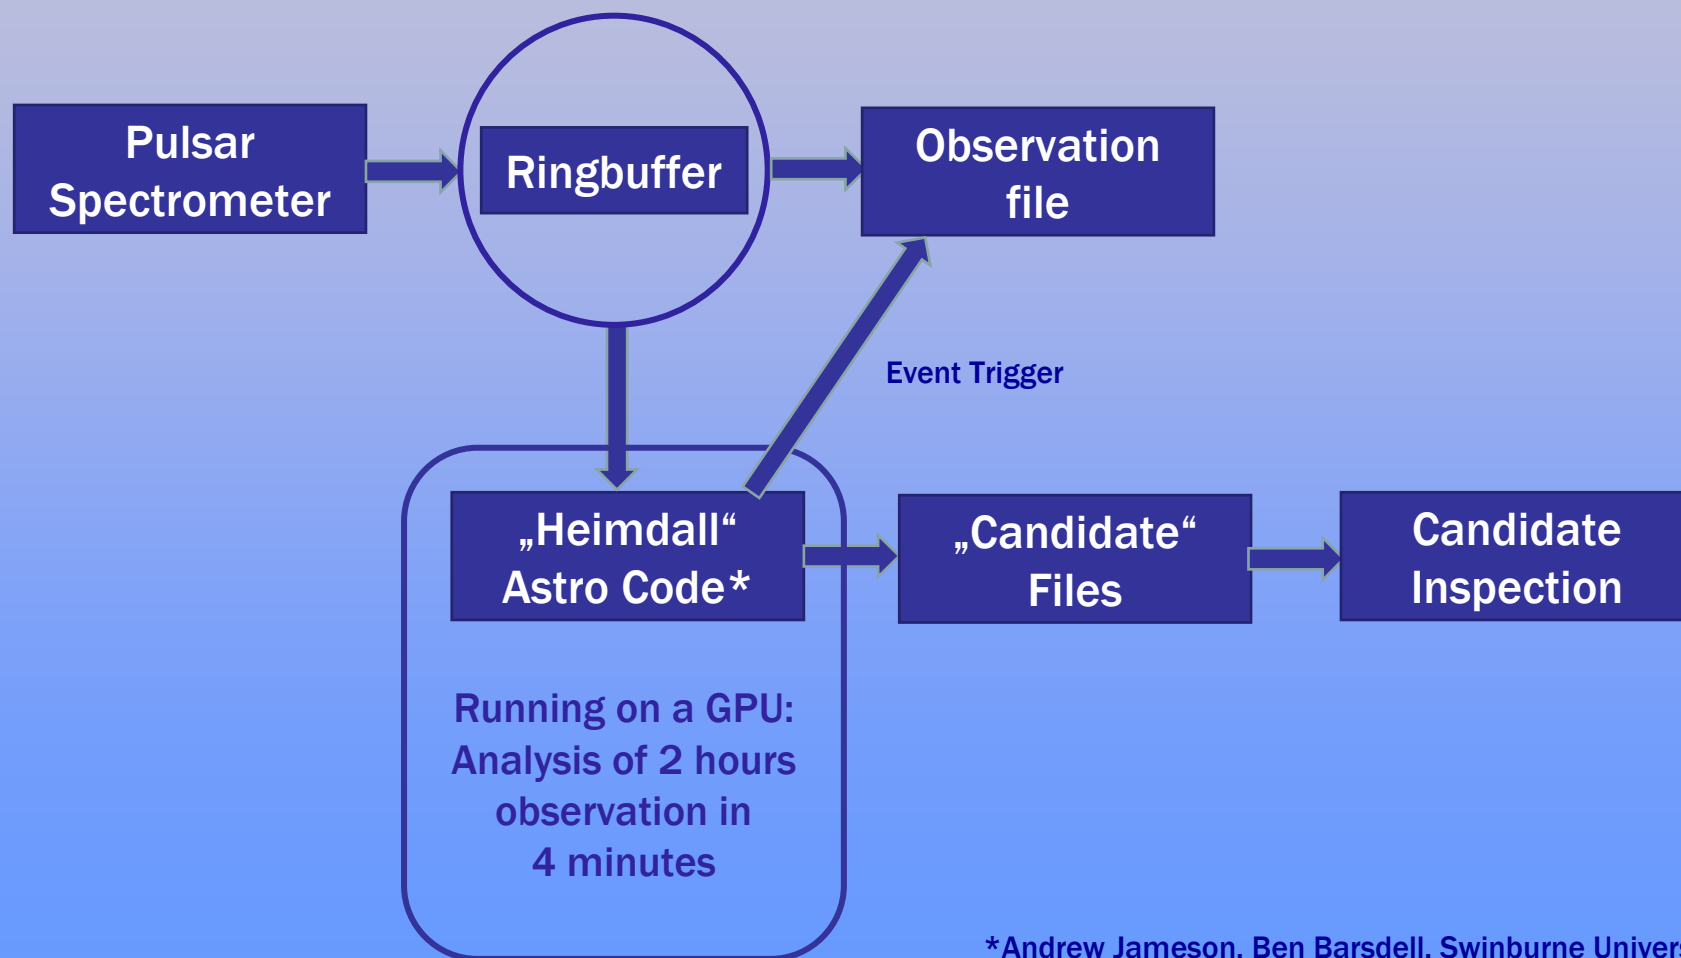 Pulsar
Spectrometer
Ringbuffer
Observation
file
Event Trigger
„Heimdall“
Astro Code*
„Candidate“
Files
Candidate
Inspection
Running on a GPU:
Analysis of 2 hours
observation in
4 minutes
*Andrew Jameson, Ben Barsdell, Swinburne